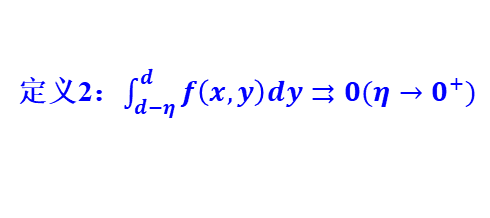 定义2：∫_{d−η}^{d} f(x,y)dy ⇉ 0(η → 0⁺)